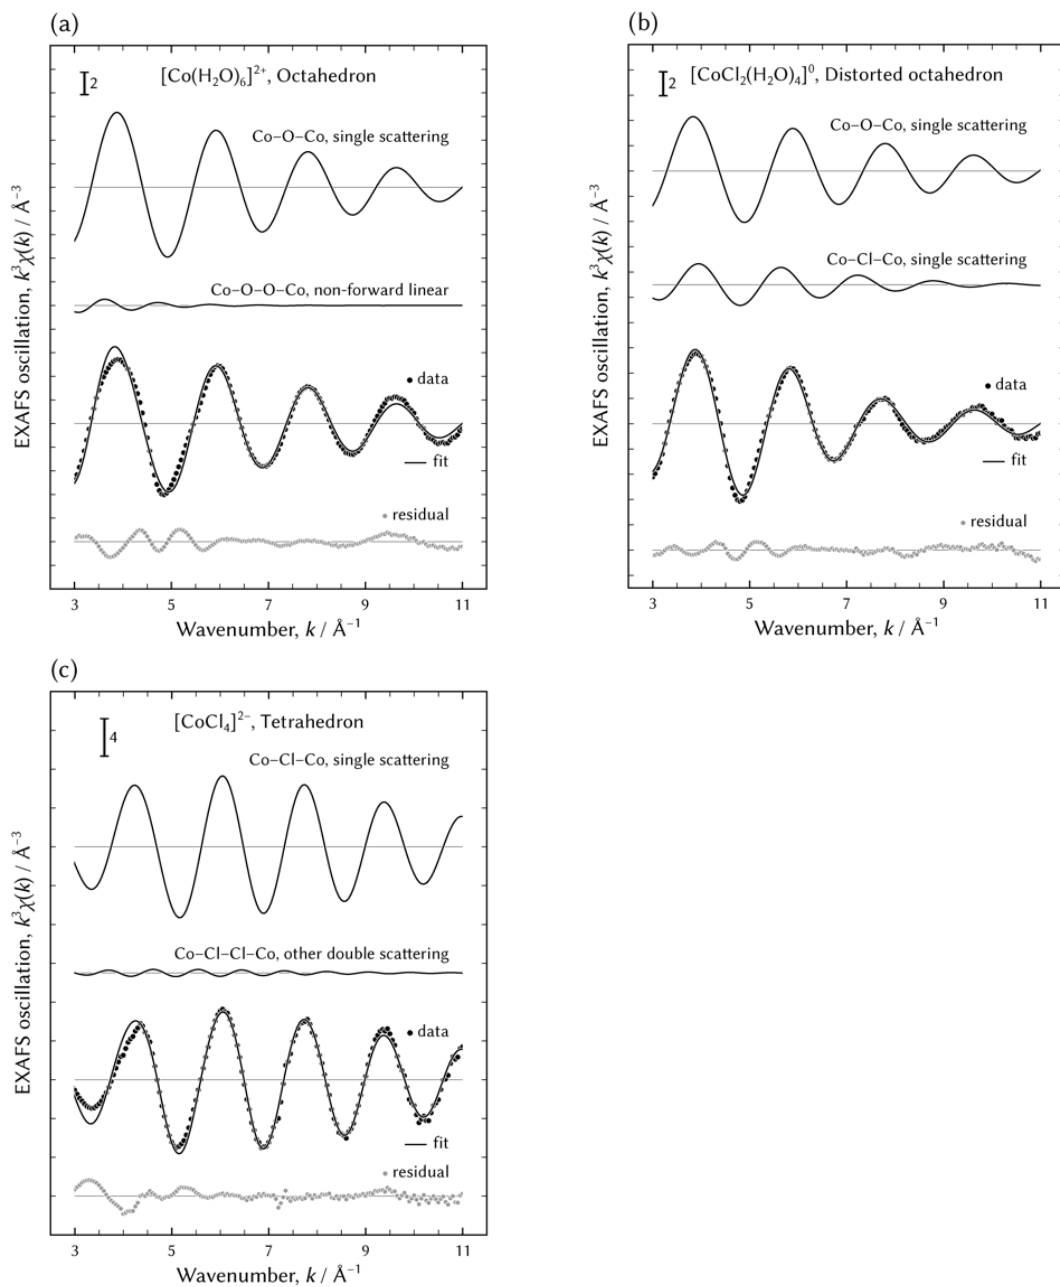 (a)
2
[Co(H₂O)₆]²⁺, Octahedron
Co–O–Co, single scattering
Co–O–O–Co, non-forward linear
data
fit
residual
EXAFS oscillation, k³χ(k) / Å⁻³
3 5 7 9 11
Wavenumber, k / Å⁻¹
(b)
2
[CoCl₂(H₂O)₄]⁰, Distorted octahedron
Co–O–Co, single scattering
Co–Cl–Co, single scattering
data
fit
residual
EXAFS oscillation, k³χ(k) / Å⁻³
3 5 7 9 11
Wavenumber, k / Å⁻¹
(c)
4
[CoCl₄]²⁻, Tetrahedron
Co–Cl–Co, single scattering
Co–Cl–Cl–Co, other double scattering
data
fit
residual
EXAFS oscillation, k³χ(k) / Å⁻³
3 5 7 9 11
Wavenumber, k / Å⁻¹